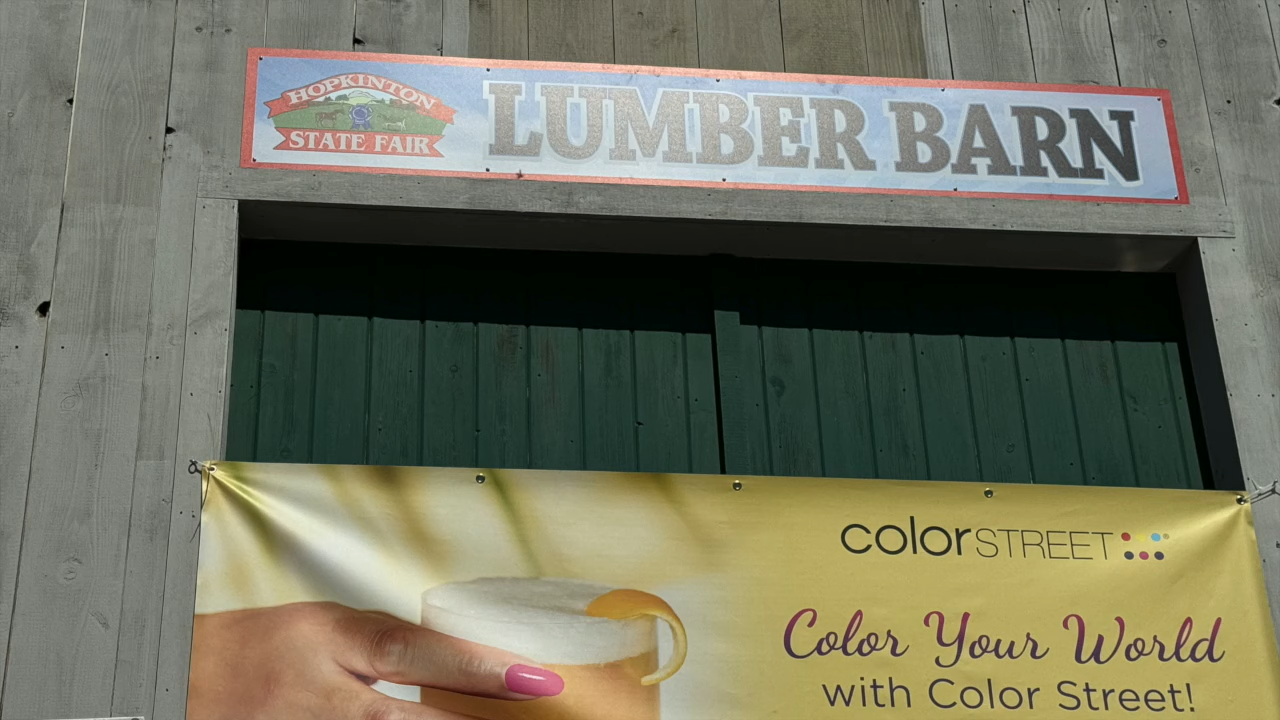 HOPKINTON
STATE FAIR
LUMBER BARN
colorSTREET
Color Your World
with Color Street!